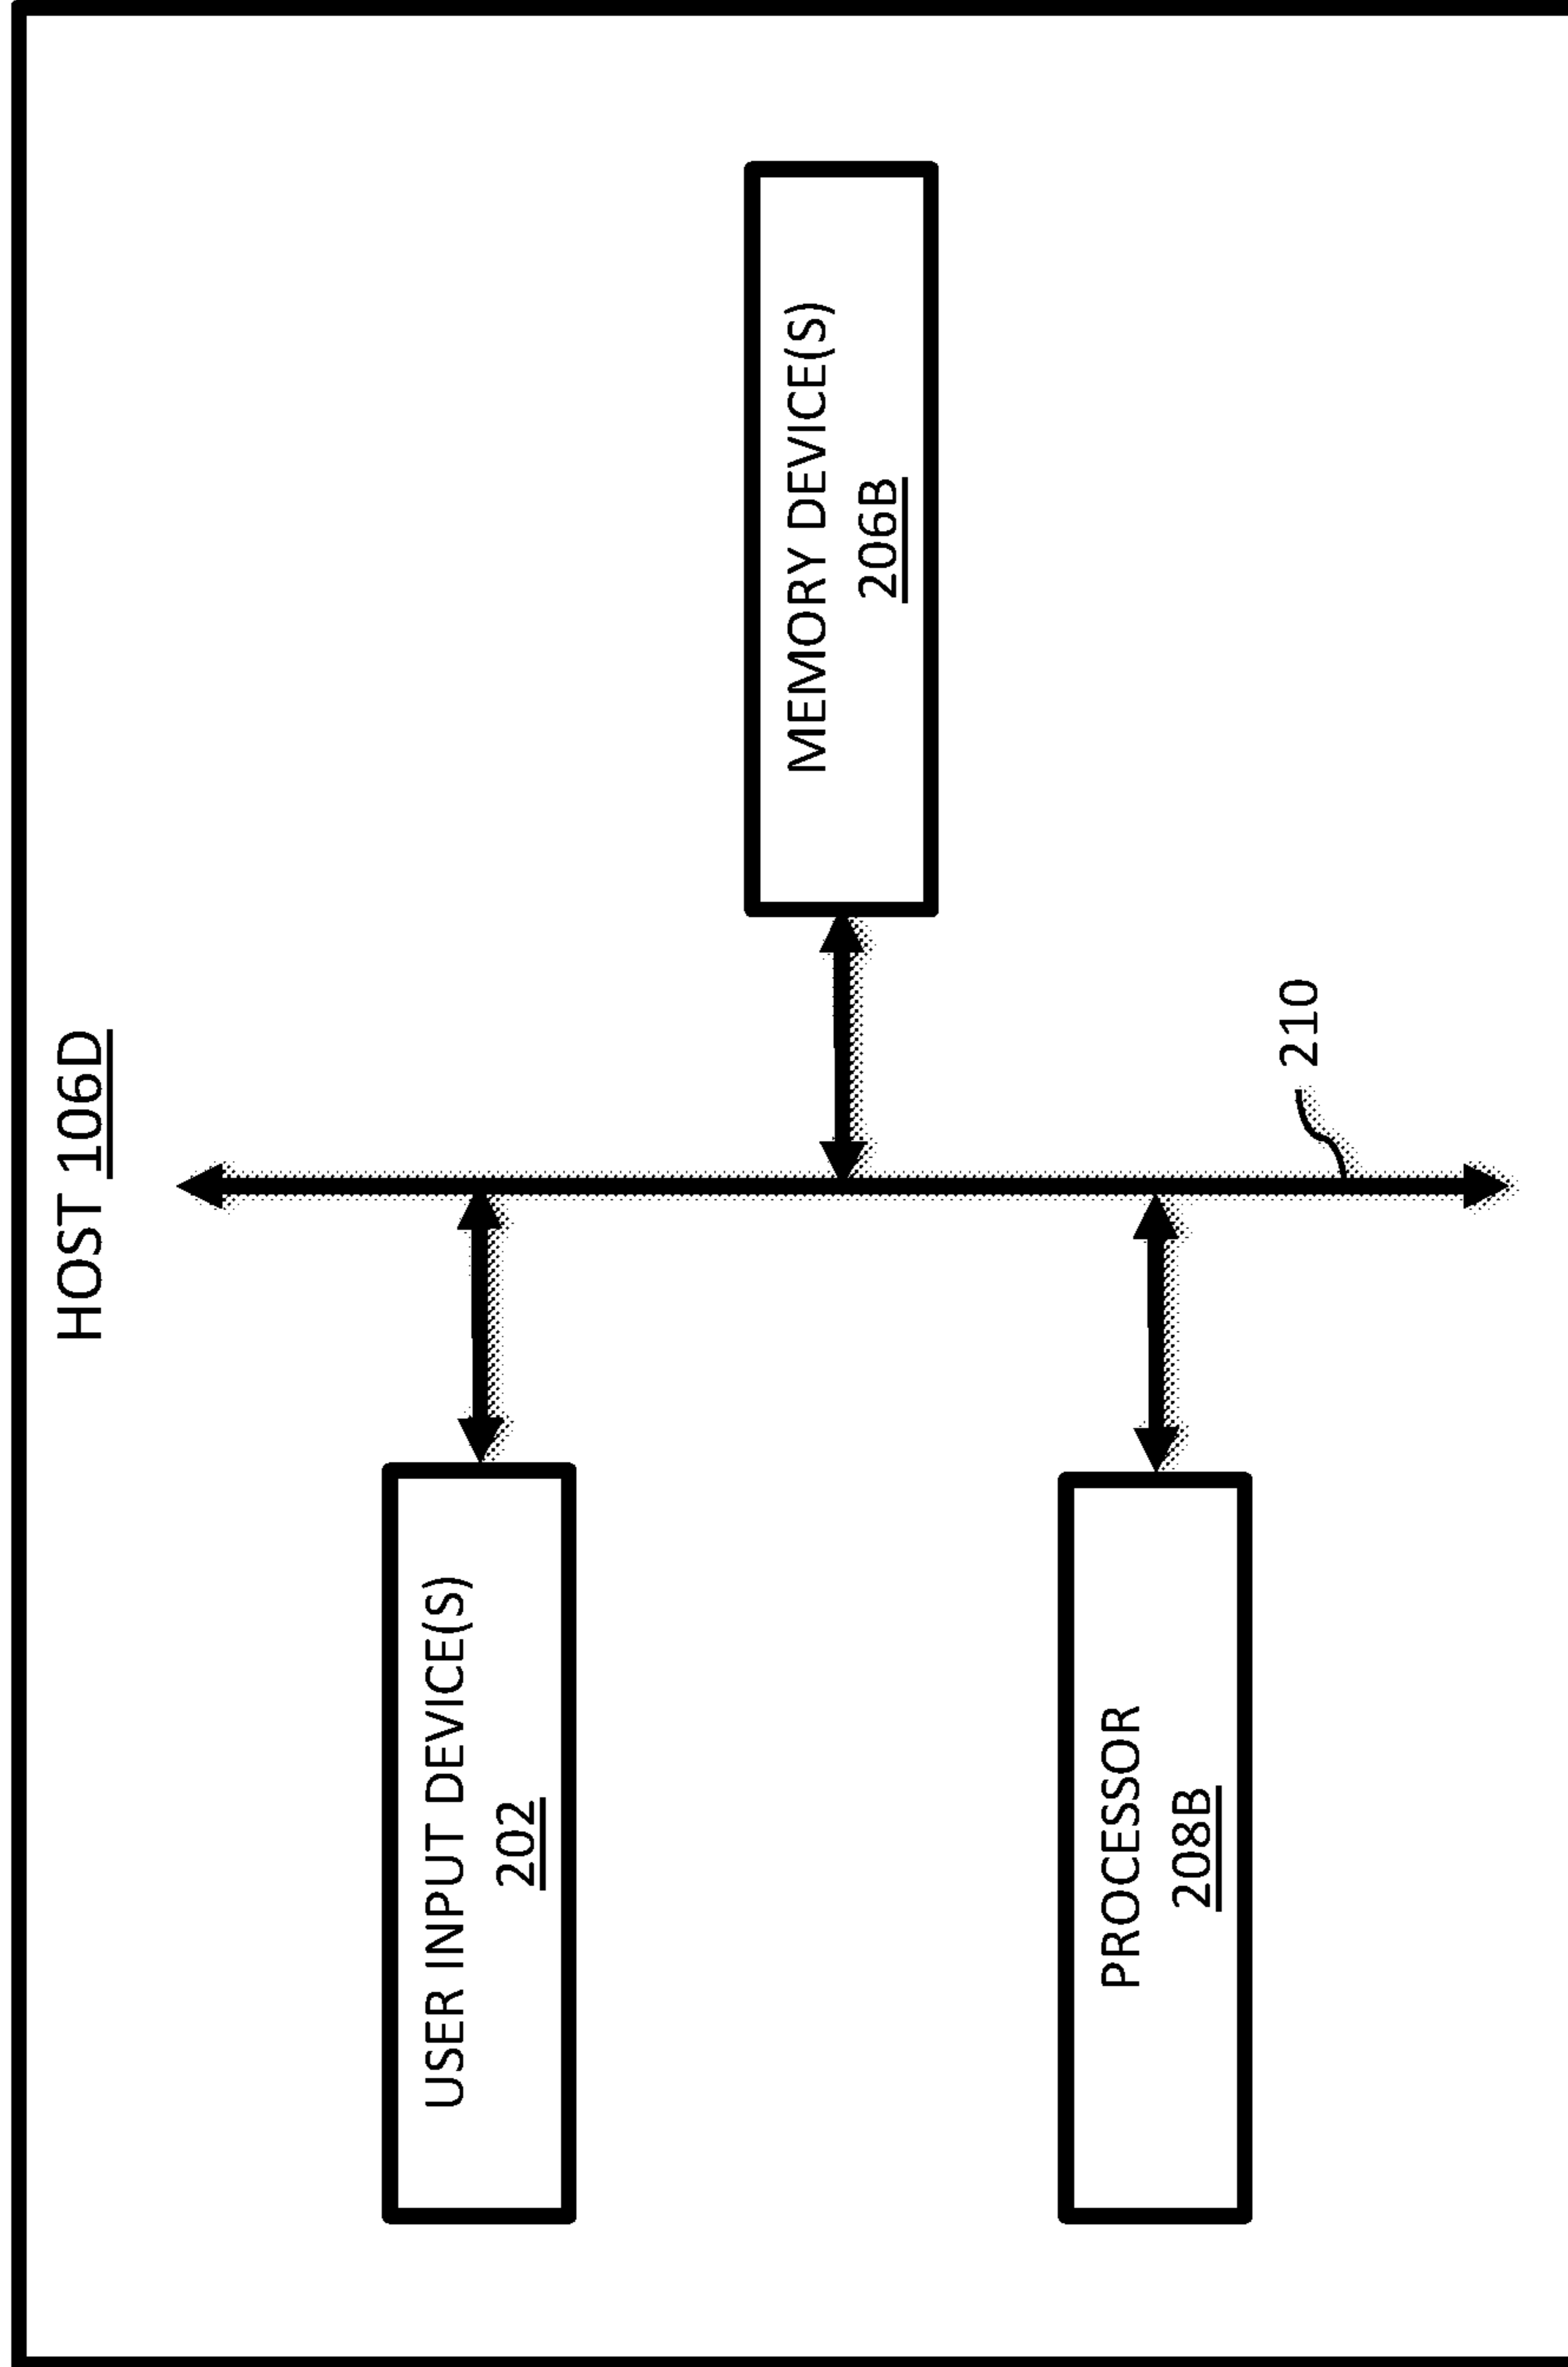 HOST 106D
USER INPUT DEVICE(S)
202
MEMORY DEVICE(S)
206B
PROCESSOR
208B
210